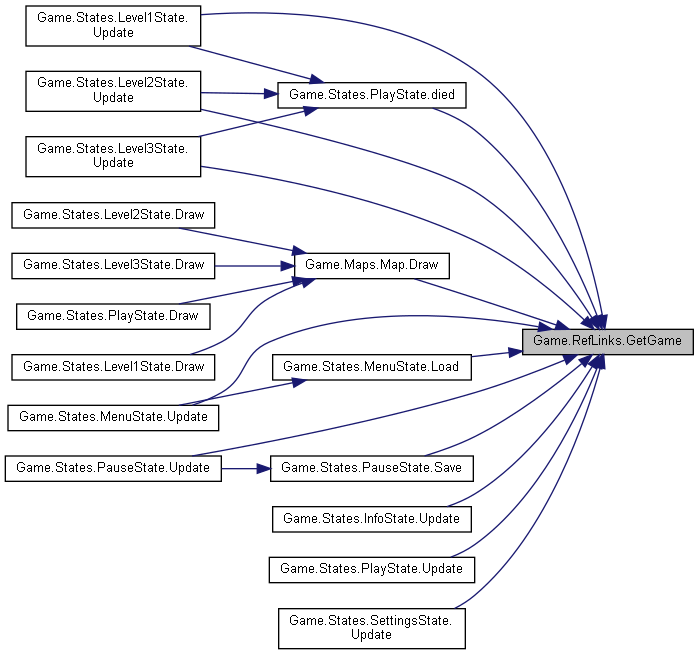 Game.States.Level1State.
Update
Game.States.Level2State.
Update
Game.States.PlayState.died
Game.States.Level3State.
Update
Game.States.Level2State.Draw
Game.States.Level3State.Draw
Game.Maps.Map.Draw
Game.States.PlayState.Draw
Game.RefLinks.GetGame
Game.States.Level1State.Draw
Game.States.MenuState.Load
Game.States.MenuState.Update
Game.States.PauseState.Update
Game.States.PauseState.Save
Game.States.InfoState.Update
Game.States.PlayState.Update
Game.States.SettingsState.
Update